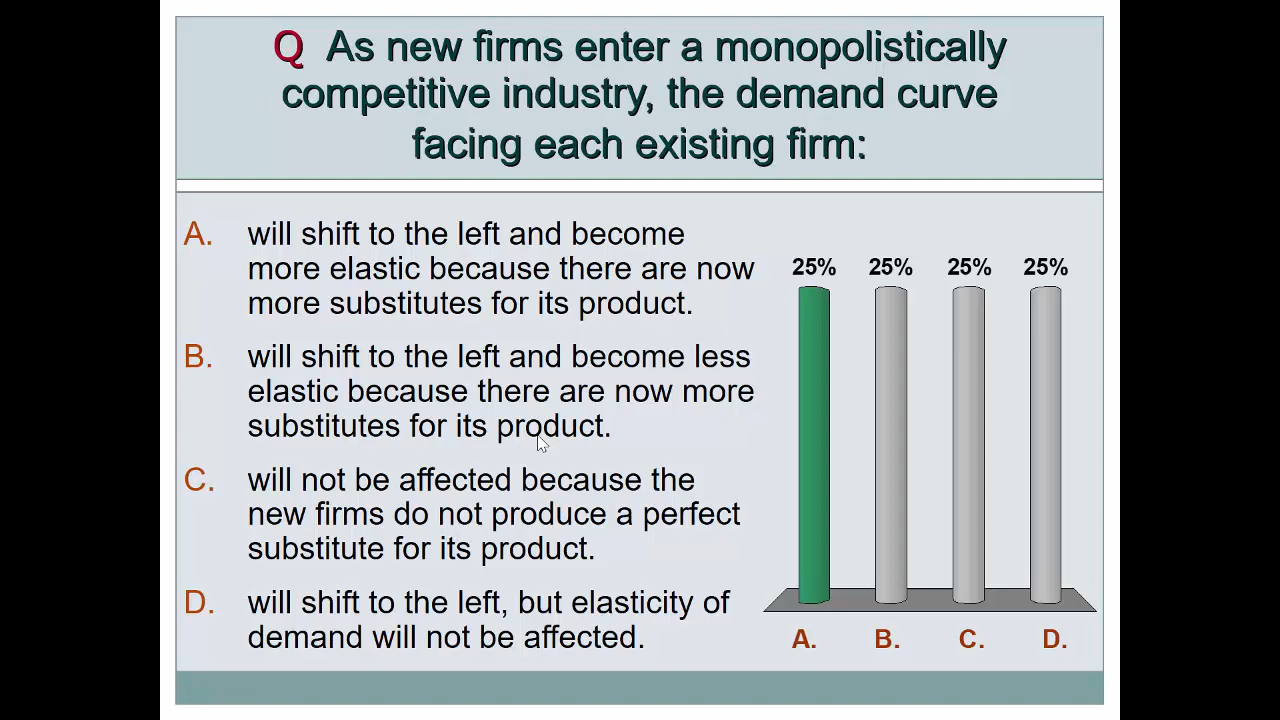 Q As new firms enter a monopolistically
competitive industry, the demand curve
facing each existing firm:
A. will shift to the left and become
more elastic because there are now
more substitutes for its product.
B. will shift to the left and become less
elastic because there are now more
substitutes for its product.
C. will not be affected because the
new firms do not produce a perfect
substitute for its product.
D. will shift to the left, but elasticity of
demand will not be affected.
25% 25% 25% 25%
A. B. C. D.